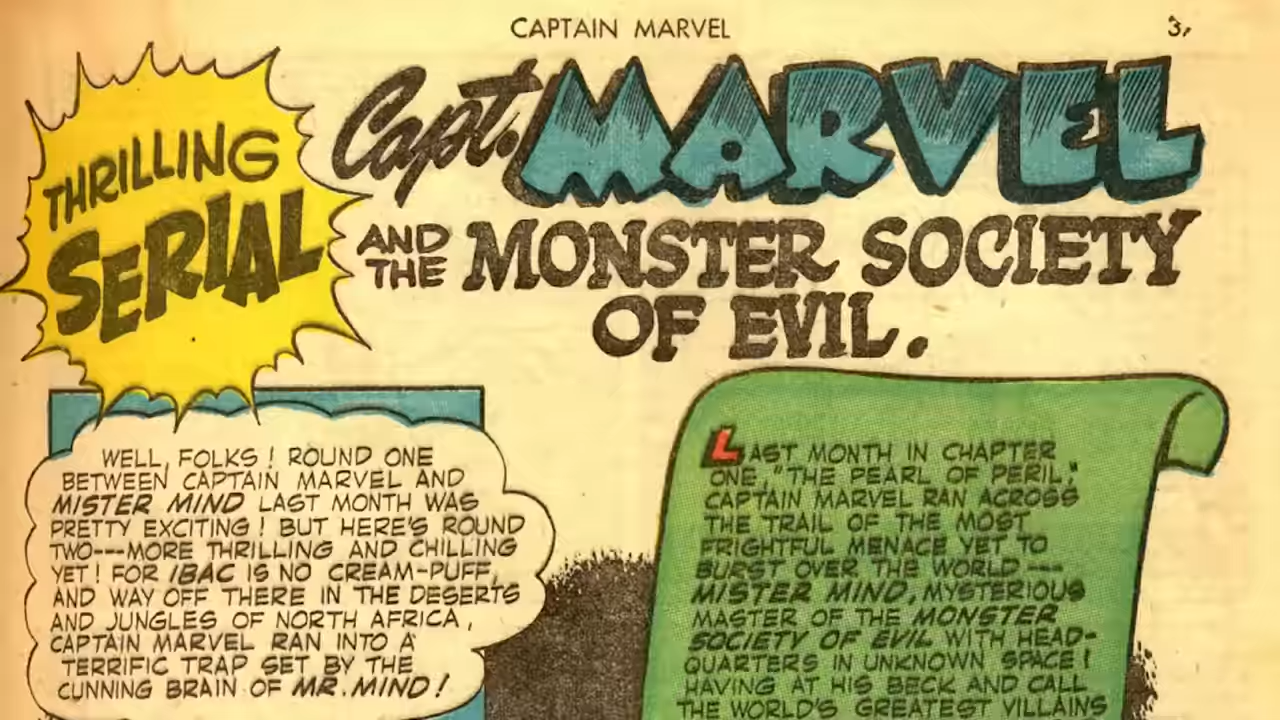 CAPTAIN MARVEL
THRILLING
SERIAL
Capt. MARVEL
AND THE MONSTER SOCIETY
OF EVIL.
WELL, FOLKS! ROUND ONE
BETWEEN CAPTAIN MARVEL AND
MISTER MIND LAST MONTH WAS
PRETTY EXCITING! BUT HERE'S ROUND
TWO---MORE THRILLING AND CHILLING
YET! FOR IBAC IS NO CREAM-PUFF,
AND WAY OFF THERE IN THE DESERTS
AND JUNGLES OF NORTH AFRICA,
CAPTAIN MARVEL RAN INTO A
TERRIFIC TRAP SET BY THE
CUNNING BRAIN OF MR. MIND!
LAST MONTH IN CHAPTER
ONE, "THE PEARL OF PERIL,"
CAPTAIN MARVEL RAN ACROSS
THE TRAIL OF THE MOST
FRIGHTFUL MENACE YET TO
BURST OVER THE WORLD ---
MISTER MIND, MYSTERIOUS
MASTER OF THE MONSTER
SOCIETY OF EVIL WITH HEAD-
QUARTERS IN UNKNOWN SPACE!
HAVING AT HIS BECK AND CALL
THE WORLD'S GREATEST VILLAINS